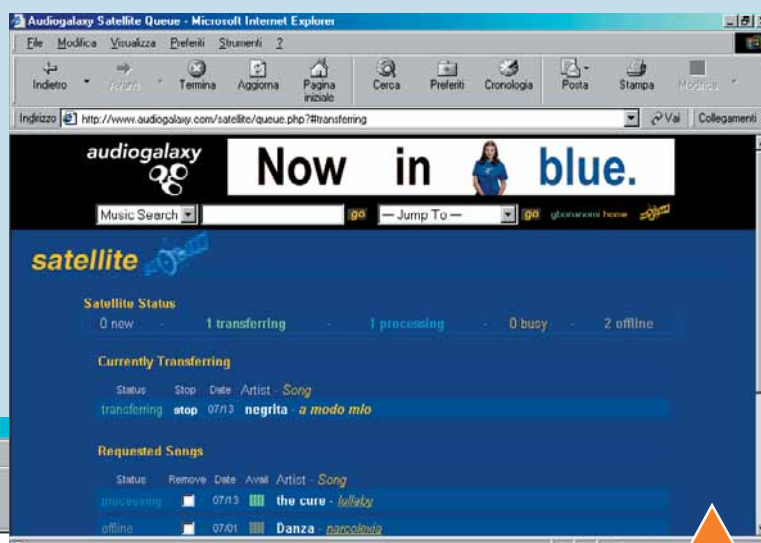 Audiogalaxy Satellite Queue - Microsoft Internet Explorer
File Modifica Visualizza Preferiti Strumenti ?
Indietro Avanti Termina Aggiorna Pagina iniziale Cerca Preferiti Cronologia Posta Stampa Modifica
Indirizzo http://www.audiogalaxy.com/satellite/queue.php?#transfering Vai Collegamenti
audiogalaxy
Now in blue.
Music Search go — Jump To — go gbonanomi home
satellite
Satellite Status
0 new - 1 transferring - 1 processing - 0 busy - 2 offline
Currently Transferring
Status Stop Date Artist - Song
transferring stop 07/13 negrita - a modo mio
Requested Songs
Status Remove Date Avail Artist - Song
processing 07/13 the cure - lullaby
offline 07/01 Danza - narcolexia